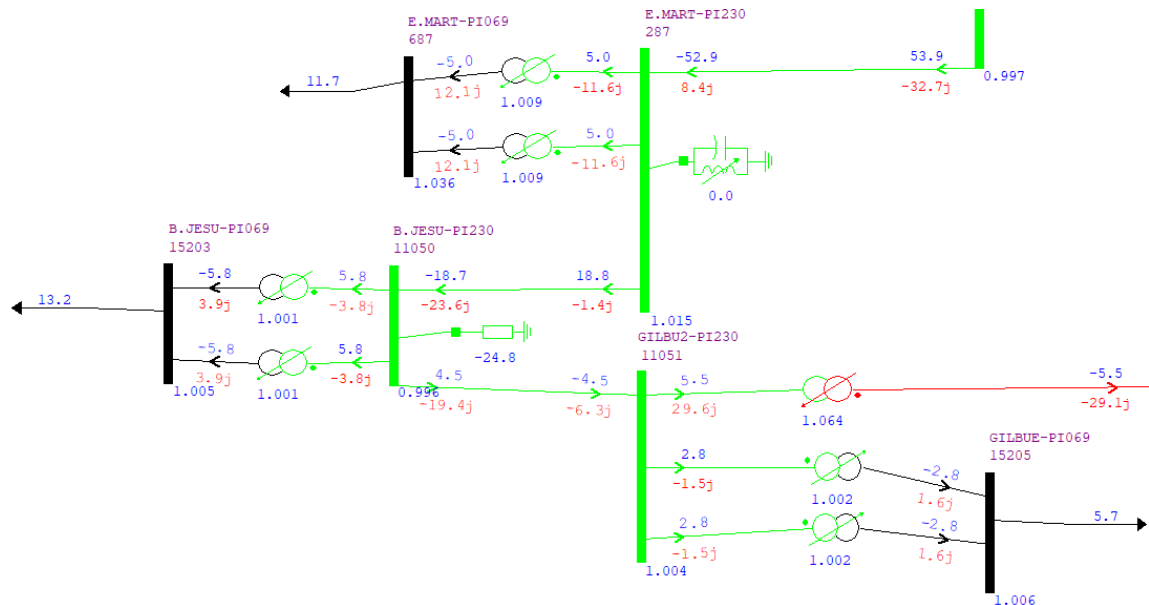 E.MART-PI069
687
E.MART-PI230
287
-5.0
5.0
-52.9
53.9
11.7
12.1j
-11.6j
8.4j
-32.7j
0.997
1.009
-5.0
5.0
12.1j
-11.6j
1.036
1.009
0.0
B.JESU-PI069
15203
B.JESU-PI230
11050
-5.8
5.8
-18.7
18.8
13.2
3.9j
-3.8j
-23.6j
-1.4j
1.001
1.015
GILBU2-PI230
11051
-5.8
5.8
-24.8
3.9j
-3.8j
1.005
1.001
0.996
4.5
-4.5
5.5
-5.5
-19.4j
-6.3j
29.6j
-29.1j
1.064
GILBUE-PI069
15205
2.8
-2.8
-1.5j
1.6j
1.002
2.8
-2.8
5.7
-1.5j
1.6j
1.002
1.004
1.006